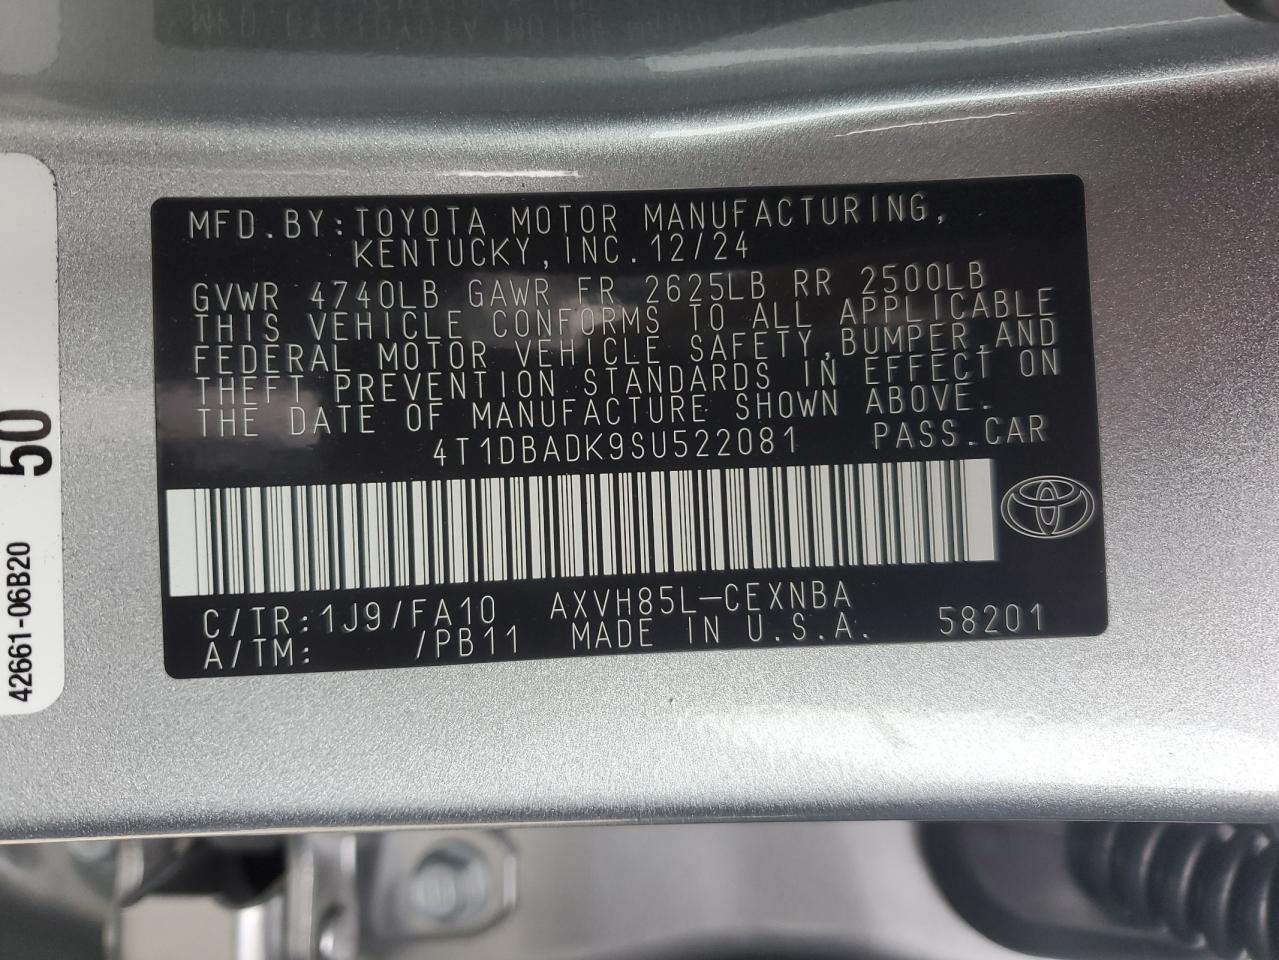 MFD.BY:TOYOTA MOTOR MANUFACTURING,
KENTUCKY,INC.12/24
GVWR 4740LB GAWR FR 2625LB RR 2500LB
THIS VEHICLE CONFORMS TO ALL APPLICABLE
FEDERAL MOTOR VEHICLE SAFETY,BUMPER,AND
THEFT PREVENTION STANDARDS IN EFFECT ON
THE DATE OF MANUFACTURE SHOWN ABOVE.
4T1DBADK9SU522081 PASS.CAR
C/TR:1J9/FA10 AXVH85L-CEXNBA
A/TM: /PB11 MADE IN U.S.A. 58201
50
42661-06B20